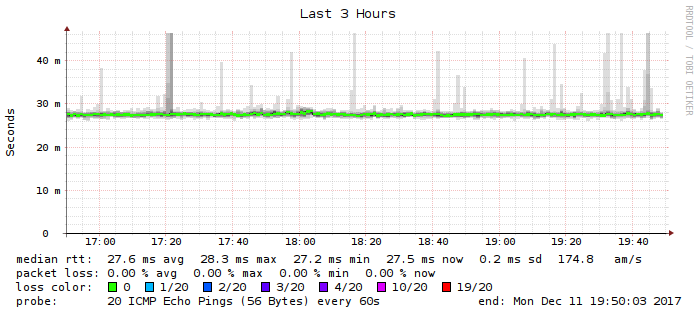 Last 3 Hours
RRDTOOL / TOBI OETIKER
Seconds
40 m
30 m
20 m
10 m
0
17:00 17:20 17:40 18:00 18:20 18:40 19:00 19:20 19:40
median rtt: 27.6 ms avg 28.3 ms max 27.2 ms min 27.5 ms now 0.2 ms sd 174.8 am/s
packet loss: 0.00 % avg 0.00 % max 0.00 % min 0.00 % now
loss color: 0 1/20 2/20 3/20 4/20 10/20 19/20
probe: 20 ICMP Echo Pings (56 Bytes) every 60s end: Mon Dec 11 19:50:03 2017